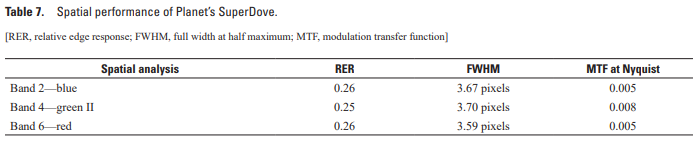 Table 7. Spatial performance of Planet's SuperDove.
[RER, relative edge response; FWHM, full width at half maximum; MTF, modulation transfer function]
Spatial analysis RER FWHM MTF at Nyquist
Band 2—blue 0.26 3.67 pixels 0.005
Band 4—green II 0.25 3.70 pixels 0.008
Band 6—red 0.26 3.59 pixels 0.005